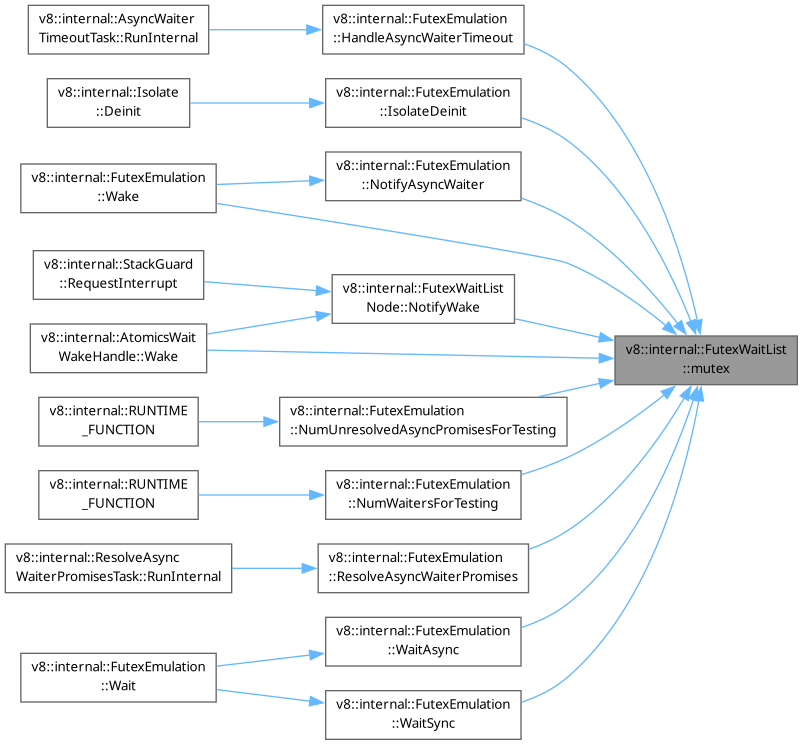 v8::internal::AsyncWaiter
TimeoutTask::RunInternal
v8::internal::FutexEmulation
::HandleAsyncWaiterTimeout
v8::internal::Isolate
::Deinit
v8::internal::FutexEmulation
::IsolateDeinit
v8::internal::FutexEmulation
::Wake
v8::internal::FutexEmulation
::NotifyAsyncWaiter
v8::internal::StackGuard
::RequestInterrupt
v8::internal::FutexWaitList
Node::NotifyWake
v8::internal::AtomicsWait
WakeHandle::Wake
v8::internal::FutexWaitList
::mutex
v8::internal::RUNTIME
_FUNCTION
v8::internal::FutexEmulation
::NumUnresolvedAsyncPromisesForTesting
v8::internal::RUNTIME
_FUNCTION
v8::internal::FutexEmulation
::NumWaitersForTesting
v8::internal::ResolveAsync
WaiterPromisesTask::RunInternal
v8::internal::FutexEmulation
::ResolveAsyncWaiterPromises
v8::internal::FutexEmulation
::WaitAsync
v8::internal::FutexEmulation
::Wait
v8::internal::FutexEmulation
::WaitSync